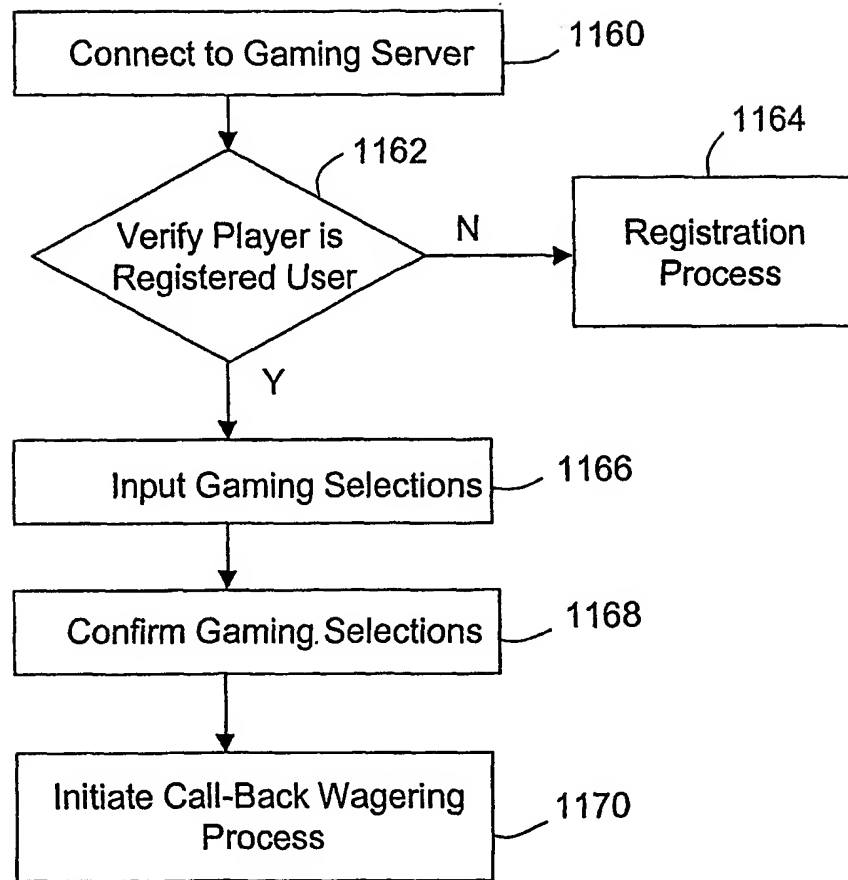 Connect to Gaming Server
1160
1162
1164
Verify Player is
Registered User
N
Registration
Process
Y
Input Gaming Selections
1166
Confirm Gaming Selections
1168
Initiate Call-Back Wagering
Process
1170